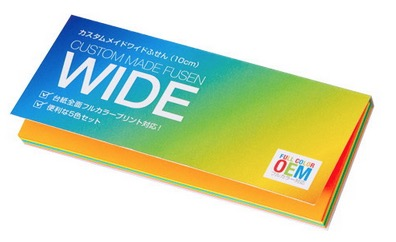 カスタムメイドワイドふせん（10cm）
CUSTOM MADE FUSEN
WIDE
台紙全面フルカラープリント対応！
便利な5色セット
FULL COLOR
OEM